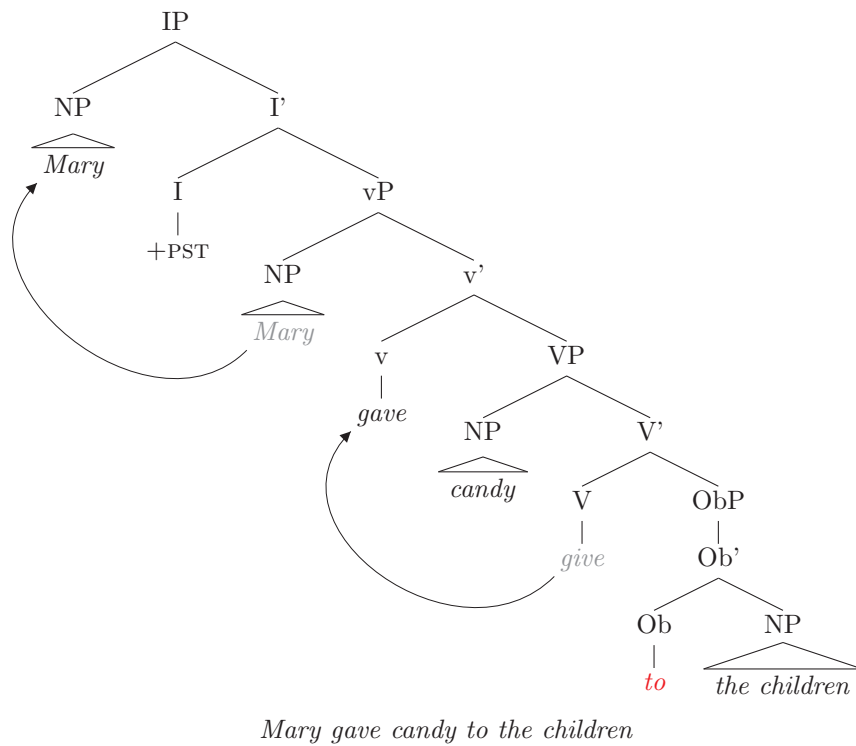 IP
NP I'
Mary
I vP
+PST
NP v'
Mary
v VP
gave
NP V'
candy
V ObP
give
Ob'
Ob NP
to the children
Mary gave candy to the children